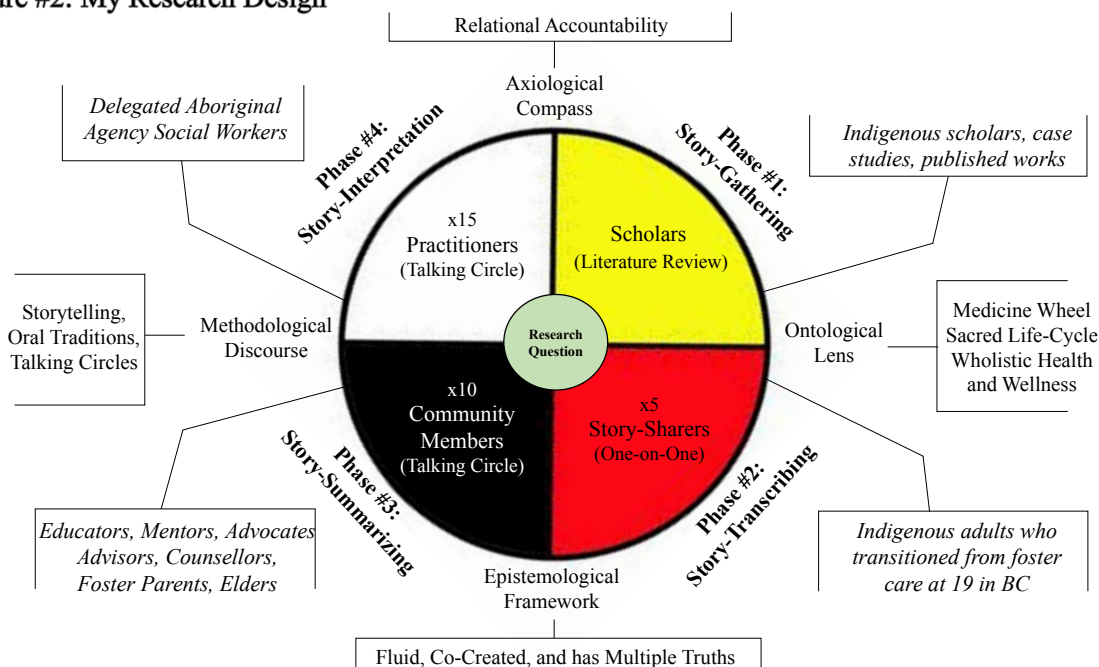 #2: My Research Design
Relational Accountability
Axiological
Compass
Delegated Aboriginal
Agency Social Workers
Phase #4:
Story-Interpretation
Phase #1:
Story-Gathering
Indigenous scholars, case
studies, published works
x15
Practitioners
(Talking Circle)
Scholars
(Literature Review)
Storytelling,
Oral Traditions,
Talking Circles
Methodological
Discourse
Research
Question
Ontological
Lens
Medicine Wheel
Sacred Life-Cycle
Wholistic Health
and Wellness
x10
Community
Members
(Talking Circle)
x5
Story-Sharers
(One-on-One)
Phase #3:
Story-Summarizing
Phase #2:
Story-Transcribing
Educators, Mentors, Advocates
Advisors, Counsellors,
Foster Parents, Elders
Indigenous adults who
transitioned from foster
care at 19 in BC
Epistemological
Framework
Fluid, Co-Created, and has Multiple Truths